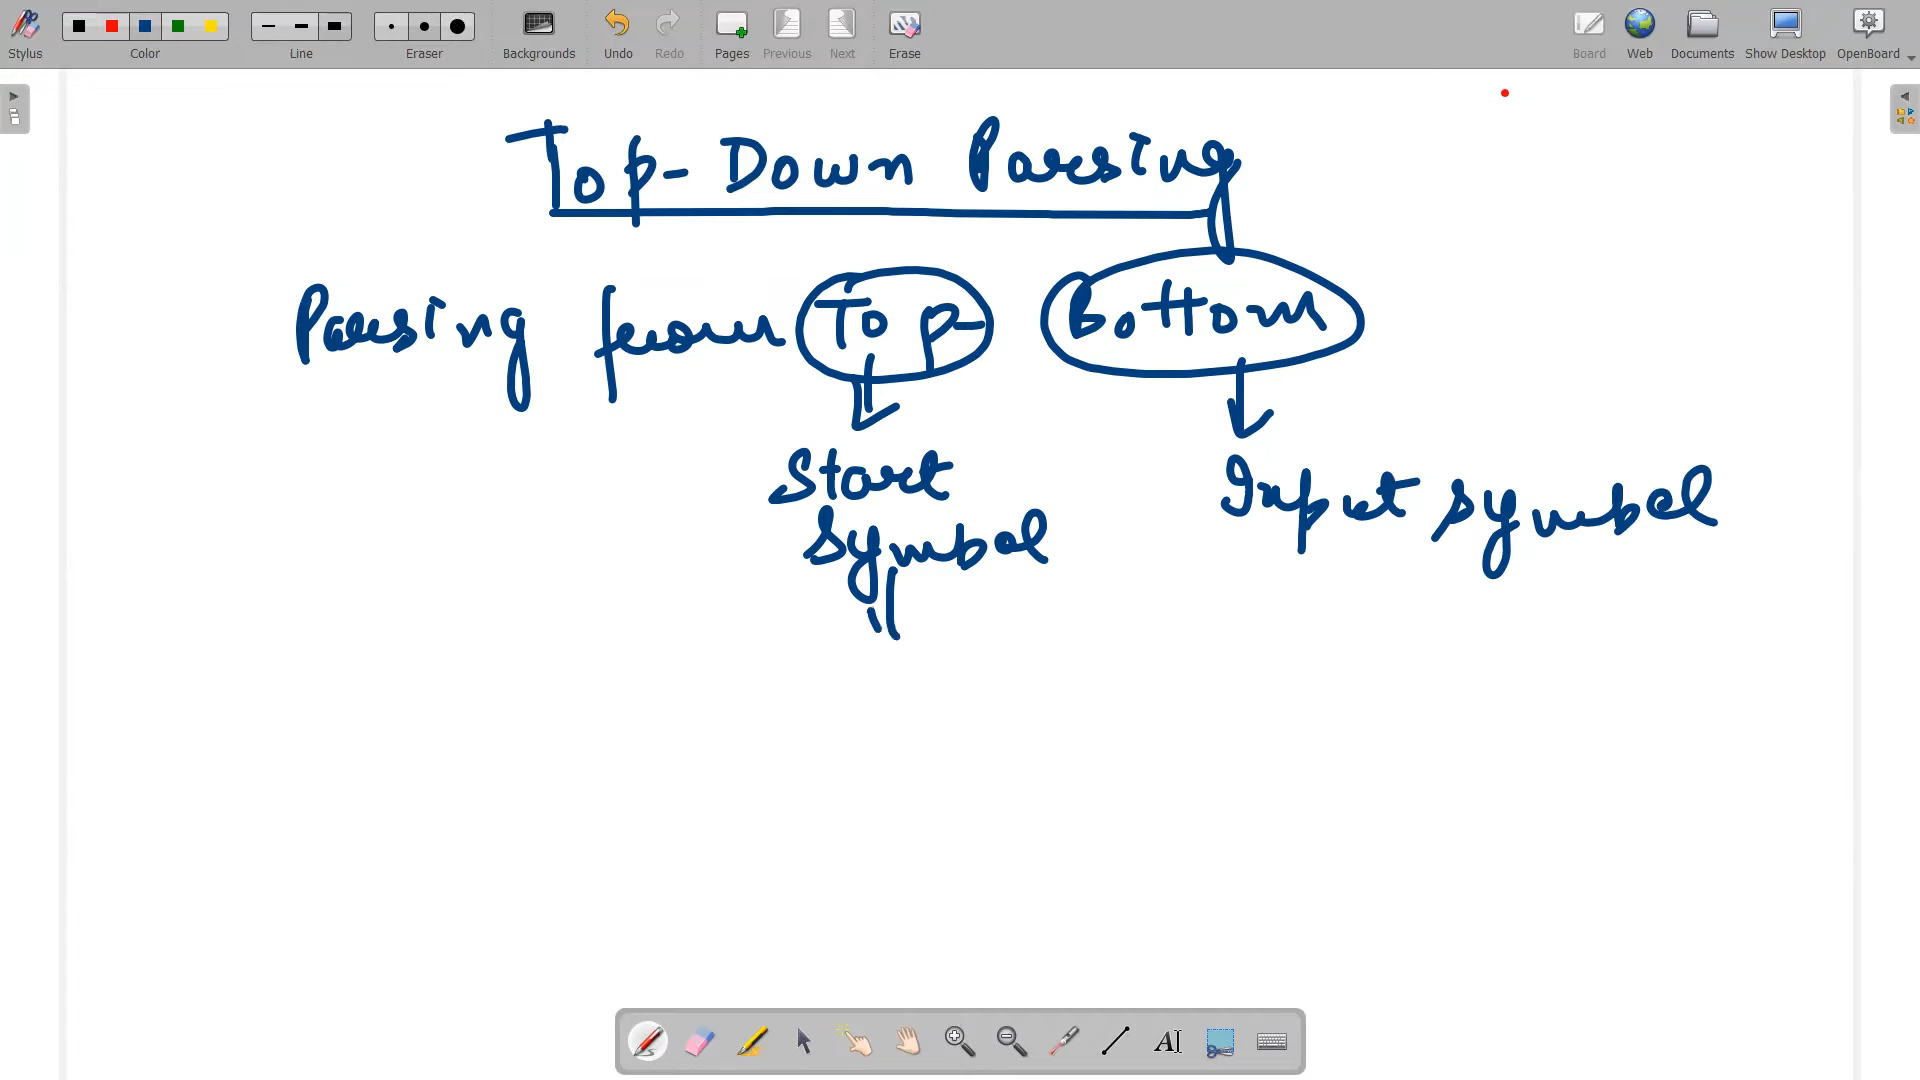 Stylus Color Line Eraser Backgrounds Undo Redo Pages Previous Next Erase Board Web Documents Show Desktop OpenBoard
Top-Down Parsing
Parsing from Top- Bottom
Start
Symbol
Input symbol